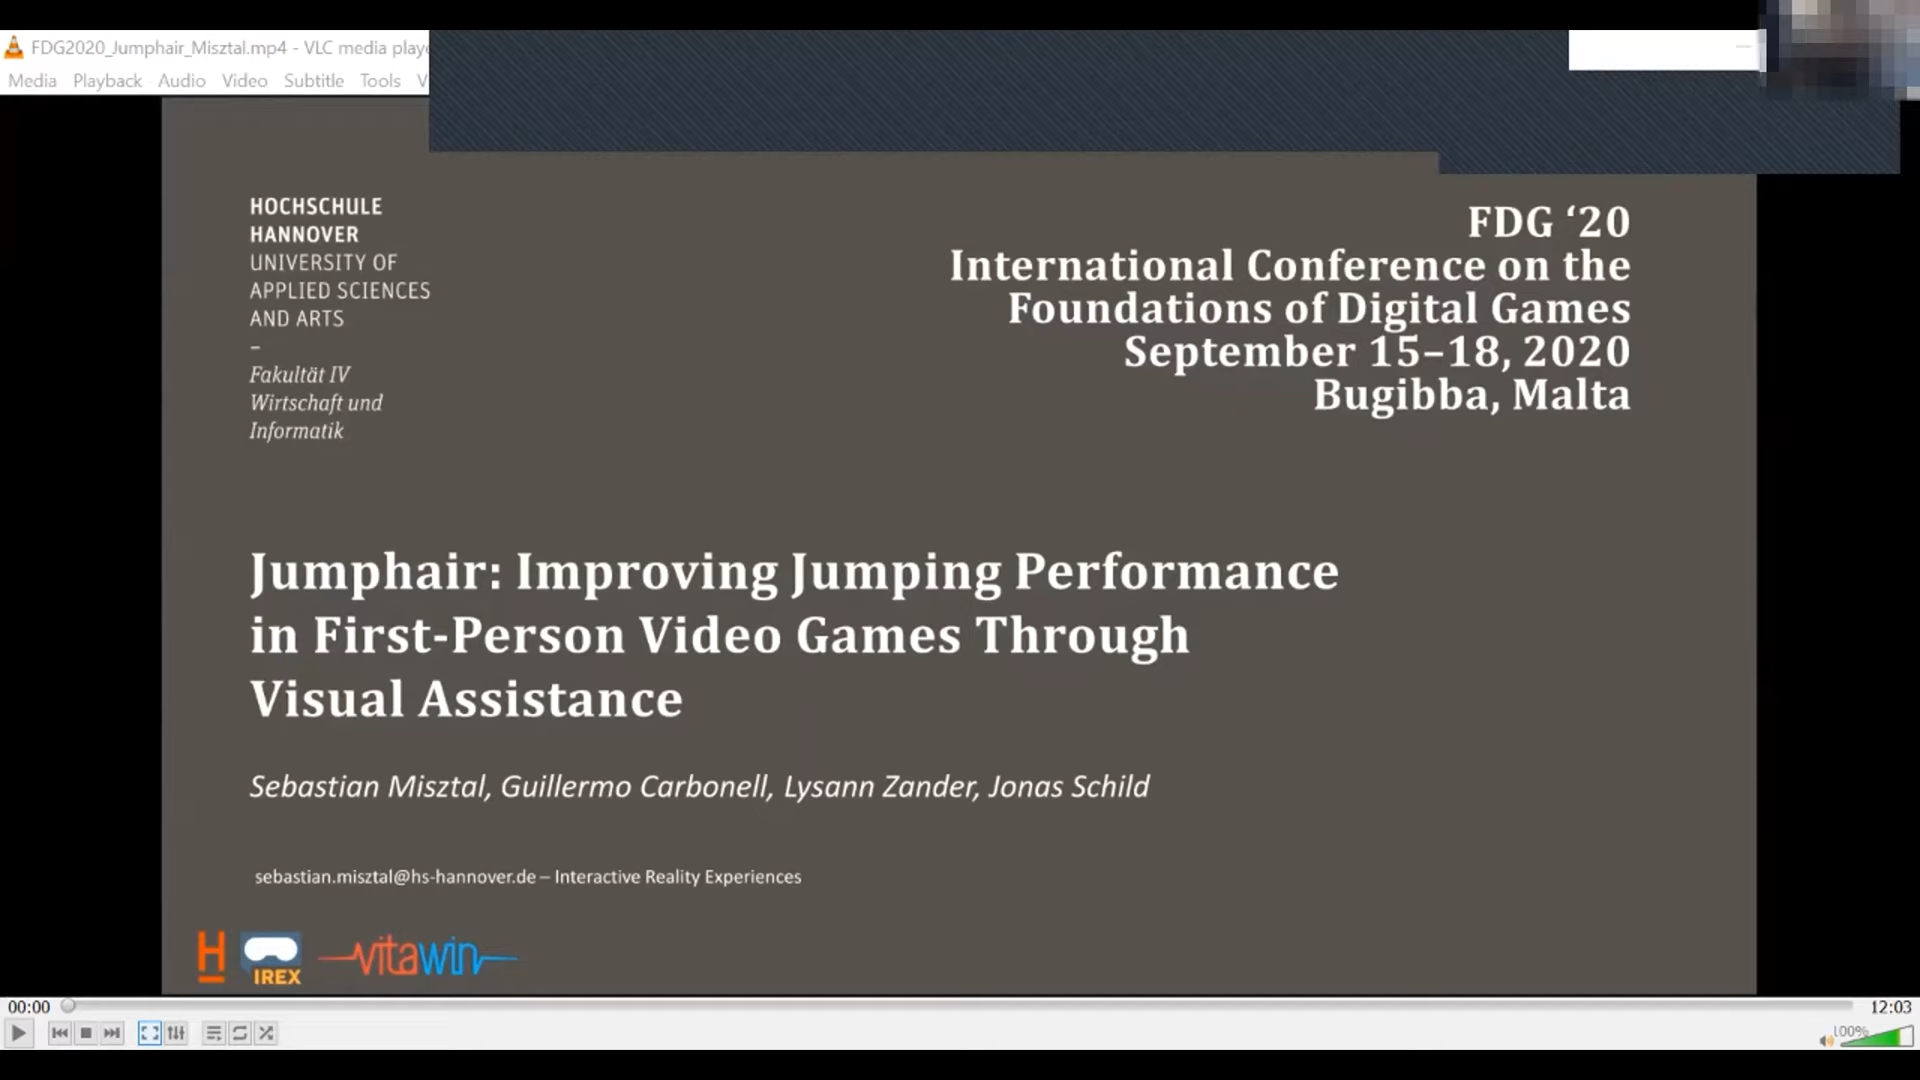 FDG2020_Jumphair_Misztal.mp4 - VLC media playe
Media Playback Audio Video Subtitle Tools V
HOCHSCHULE
HANNOVER
UNIVERSITY OF
APPLIED SCIENCES
AND ARTS
–
Fakultät IV
Wirtschaft und
Informatik
FDG ‘20
International Conference on the
Foundations of Digital Games
September 15–18, 2020
Bugibba, Malta
Jumphair: Improving Jumping Performance
in First-Person Video Games Through
Visual Assistance
Sebastian Misztal, Guillermo Carbonell, Lysann Zander, Jonas Schild
sebastian.misztal@hs-hannover.de – Interactive Reality Experiences
H
IREX
vitawin
00:00
12:03
100%